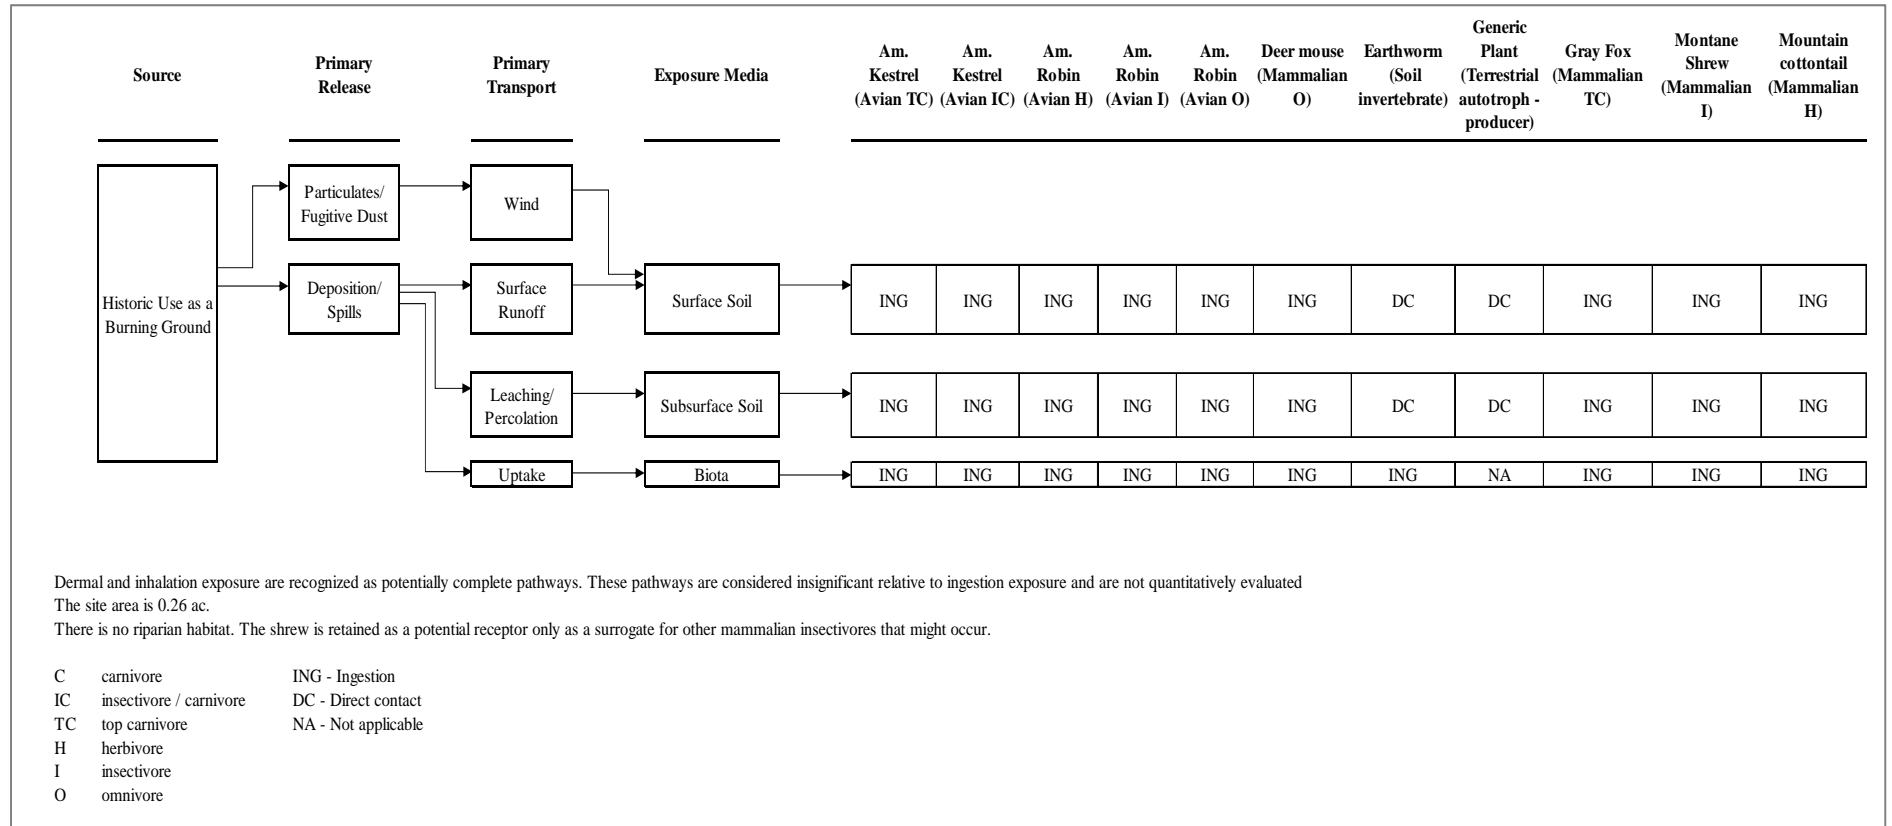 Source
Primary
Release
Primary
Transport
Exposure Media
Am.
Kestrel
(Avian TC)
Am.
Kestrel
(Avian IC)
Am.
Robin
(Avian H)
Am.
Robin
(Avian I)
Am.
Robin
(Avian O)
Deer mouse
(Mammalian
O)
Earthworm
(Soil
invertebrate)
Generic
Plant
(Terrestrial
autotroph -
producer)
Gray Fox
(Mammalian
TC)
Montane
Shrew
(Mammalian
I)
Mountain
cottontail
(Mammalian
H)
Historic Use as a
Burning Ground
Particulates/
Fugitive Dust
Wind
Deposition/
Spills
Surface
Runoff
Surface Soil
ING ING ING ING ING ING DC DC ING ING ING
Leaching/
Percolation
Subsurface Soil
ING ING ING ING ING ING DC DC ING ING ING
Uptake
Biota
ING ING ING ING ING ING ING NA ING ING ING
Dermal and inhalation exposure are recognized as potentially complete pathways. These pathways are considered insignificant relative to ingestion exposure and are not quantitatively evaluated
The site area is 0.26 ac.
There is no riparian habitat. The shrew is retained as a potential receptor only as a surrogate for other mammalian insectivores that might occur.
C carnivore ING - Ingestion
IC insectivore / carnivore DC - Direct contact
TC top carnivore NA - Not applicable
H herbivore
I insectivore
O omnivore